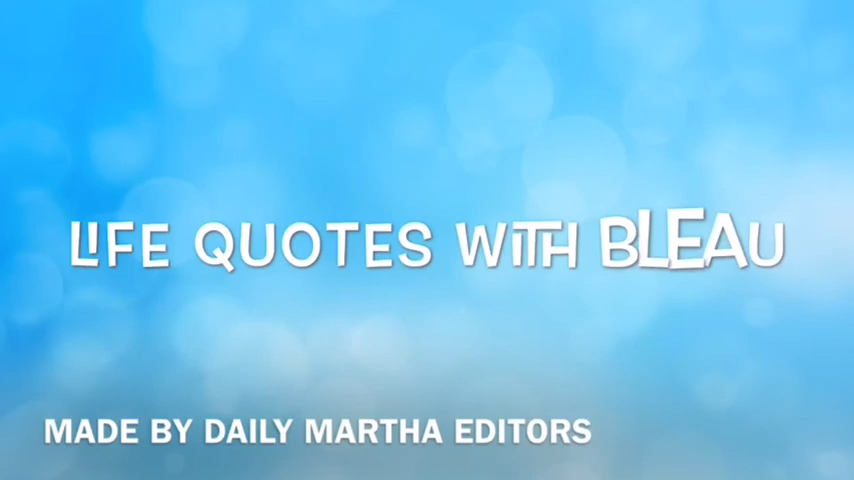 LIFE QUOTES WITH BLEAU
MADE BY DAILY MARTHA EDITORS